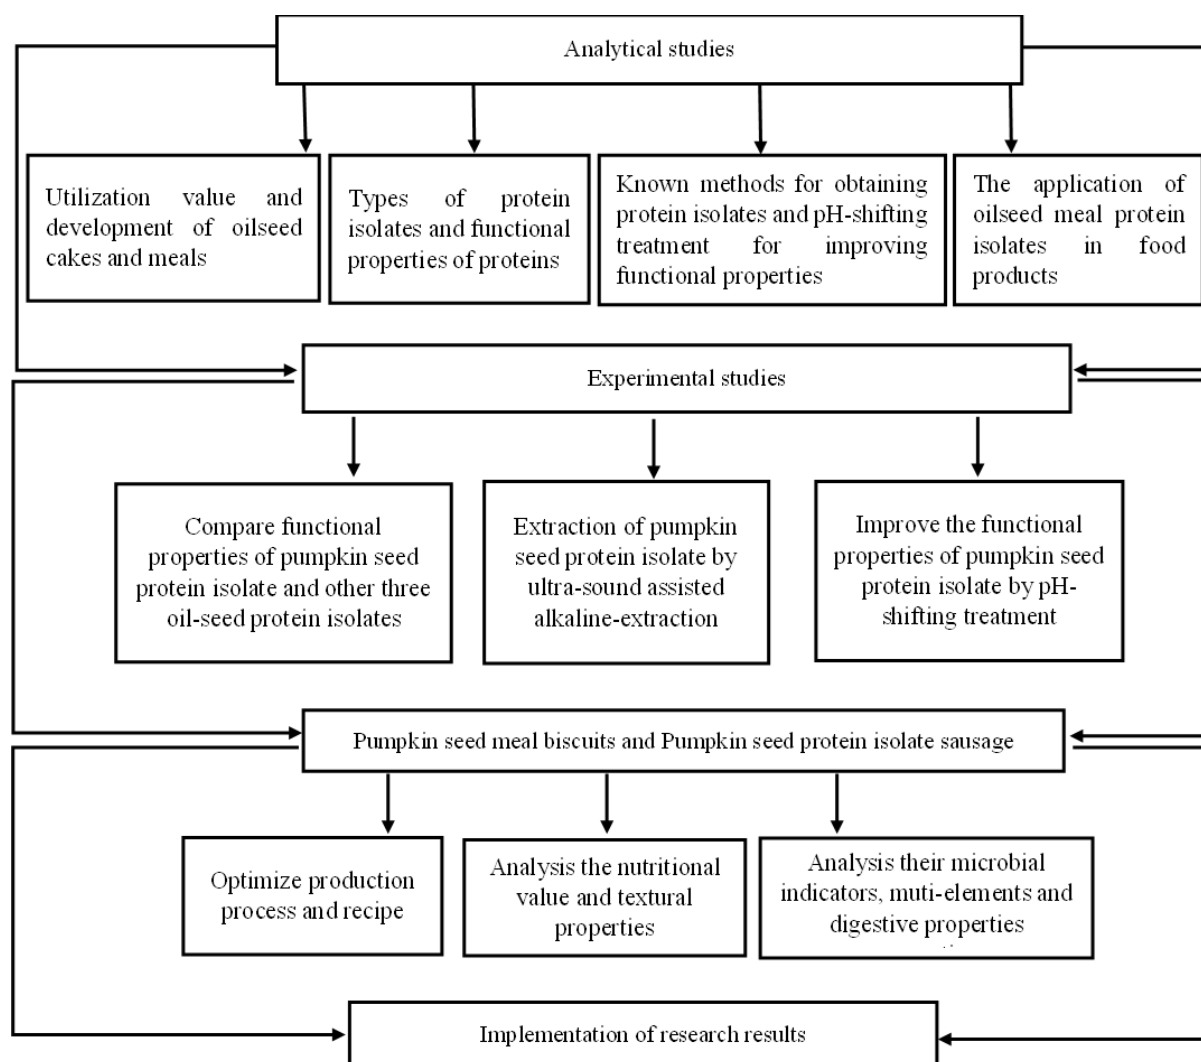 Analytical studies
Utilization value and
development of oilseed
cakes and meals
Types of protein
isolates and functional
properties of proteins
Known methods for obtaining
protein isolates and pH-shifting
treatment for improving
functional properties
The application of
oilseed meal protein
isolates in food
products
Experimental studies
Compare functional
properties of pumpkin seed
protein isolate and other three
oil-seed protein isolates
Extraction of pumpkin
seed protein isolate by
ultra-sound assisted
alkaline-extraction
Improve the functional
properties of pumpkin seed
protein isolate by pH-
shifting treatment
Pumpkin seed meal biscuits and Pumpkin seed protein isolate sausage
Optimize production
process and recipe
Analysis the nutritional
value and textural
properties
Analysis their microbial
indicators, muti-elements and
digestive properties
Implementation of research results